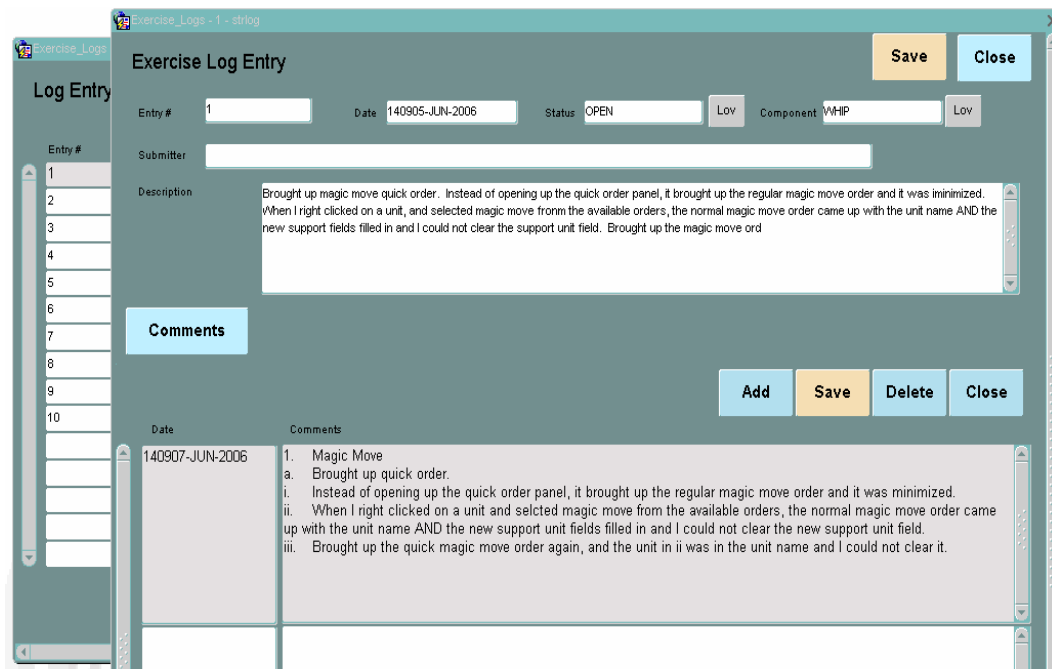 Exercise_Logs - 1 - strlog
Exercise_Logs
Exercise Log Entry
Save
Close
Log Entry
Entry #
1
Date
140905-JUN-2006
Status
OPEN
Lov
Component
WHIP
Lov
Submitter
Entry #
1
2
3
4
5
6
7
8
9
10
Description
Brought up magic move quick order. Instead of opening up the quick order panel, it brought up the regular magic move order and it was iminimized.
When I right clicked on a unit, and selected magic move fronm the available orders, the normal magic move order came up with the unit name AND the
new support fields filled in and I could not clear the support unit field. Brought up the magic move ord
Comments
Add
Save
Delete
Close
Date
Comments
140907-JUN-2006
1. Magic Move
a. Brought up quick order.
i. Instead of opening up the quick order panel, it brought up the regular magic move order and it was minimized.
ii. When I right clicked on a unit and selcted magic move from the available orders, the normal magic move order came
up with the unit name AND the new support unit fields filled in and I could not clear the new support unit field.
iii. Brought up the quick magic move order again, and the unit in ii was in the unit name and I could not clear it.